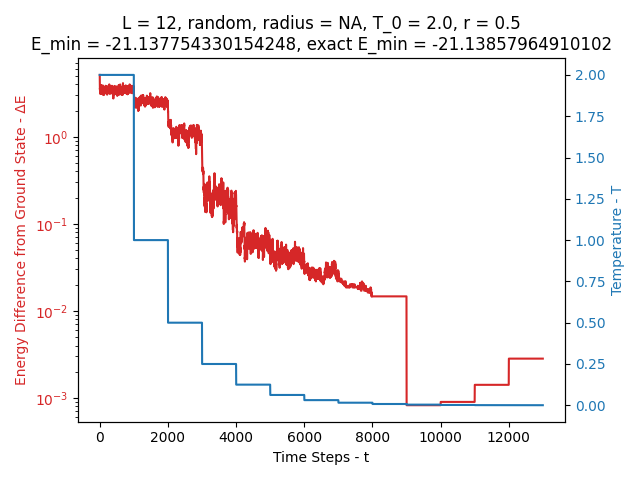 L = 12, random, radius = NA, T_0 = 2.0, r = 0.5
E_min = -21.137754330154248, exact E_min = -21.13857964910102
Energy Difference from Ground State - ΔE
10⁰
10⁻¹
10⁻²
10⁻³
2.00
1.75
1.50
1.25
1.00
0.75
0.50
0.25
0.00
Temperature - T
0 2000 4000 6000 8000 10000 12000
Time Steps - t